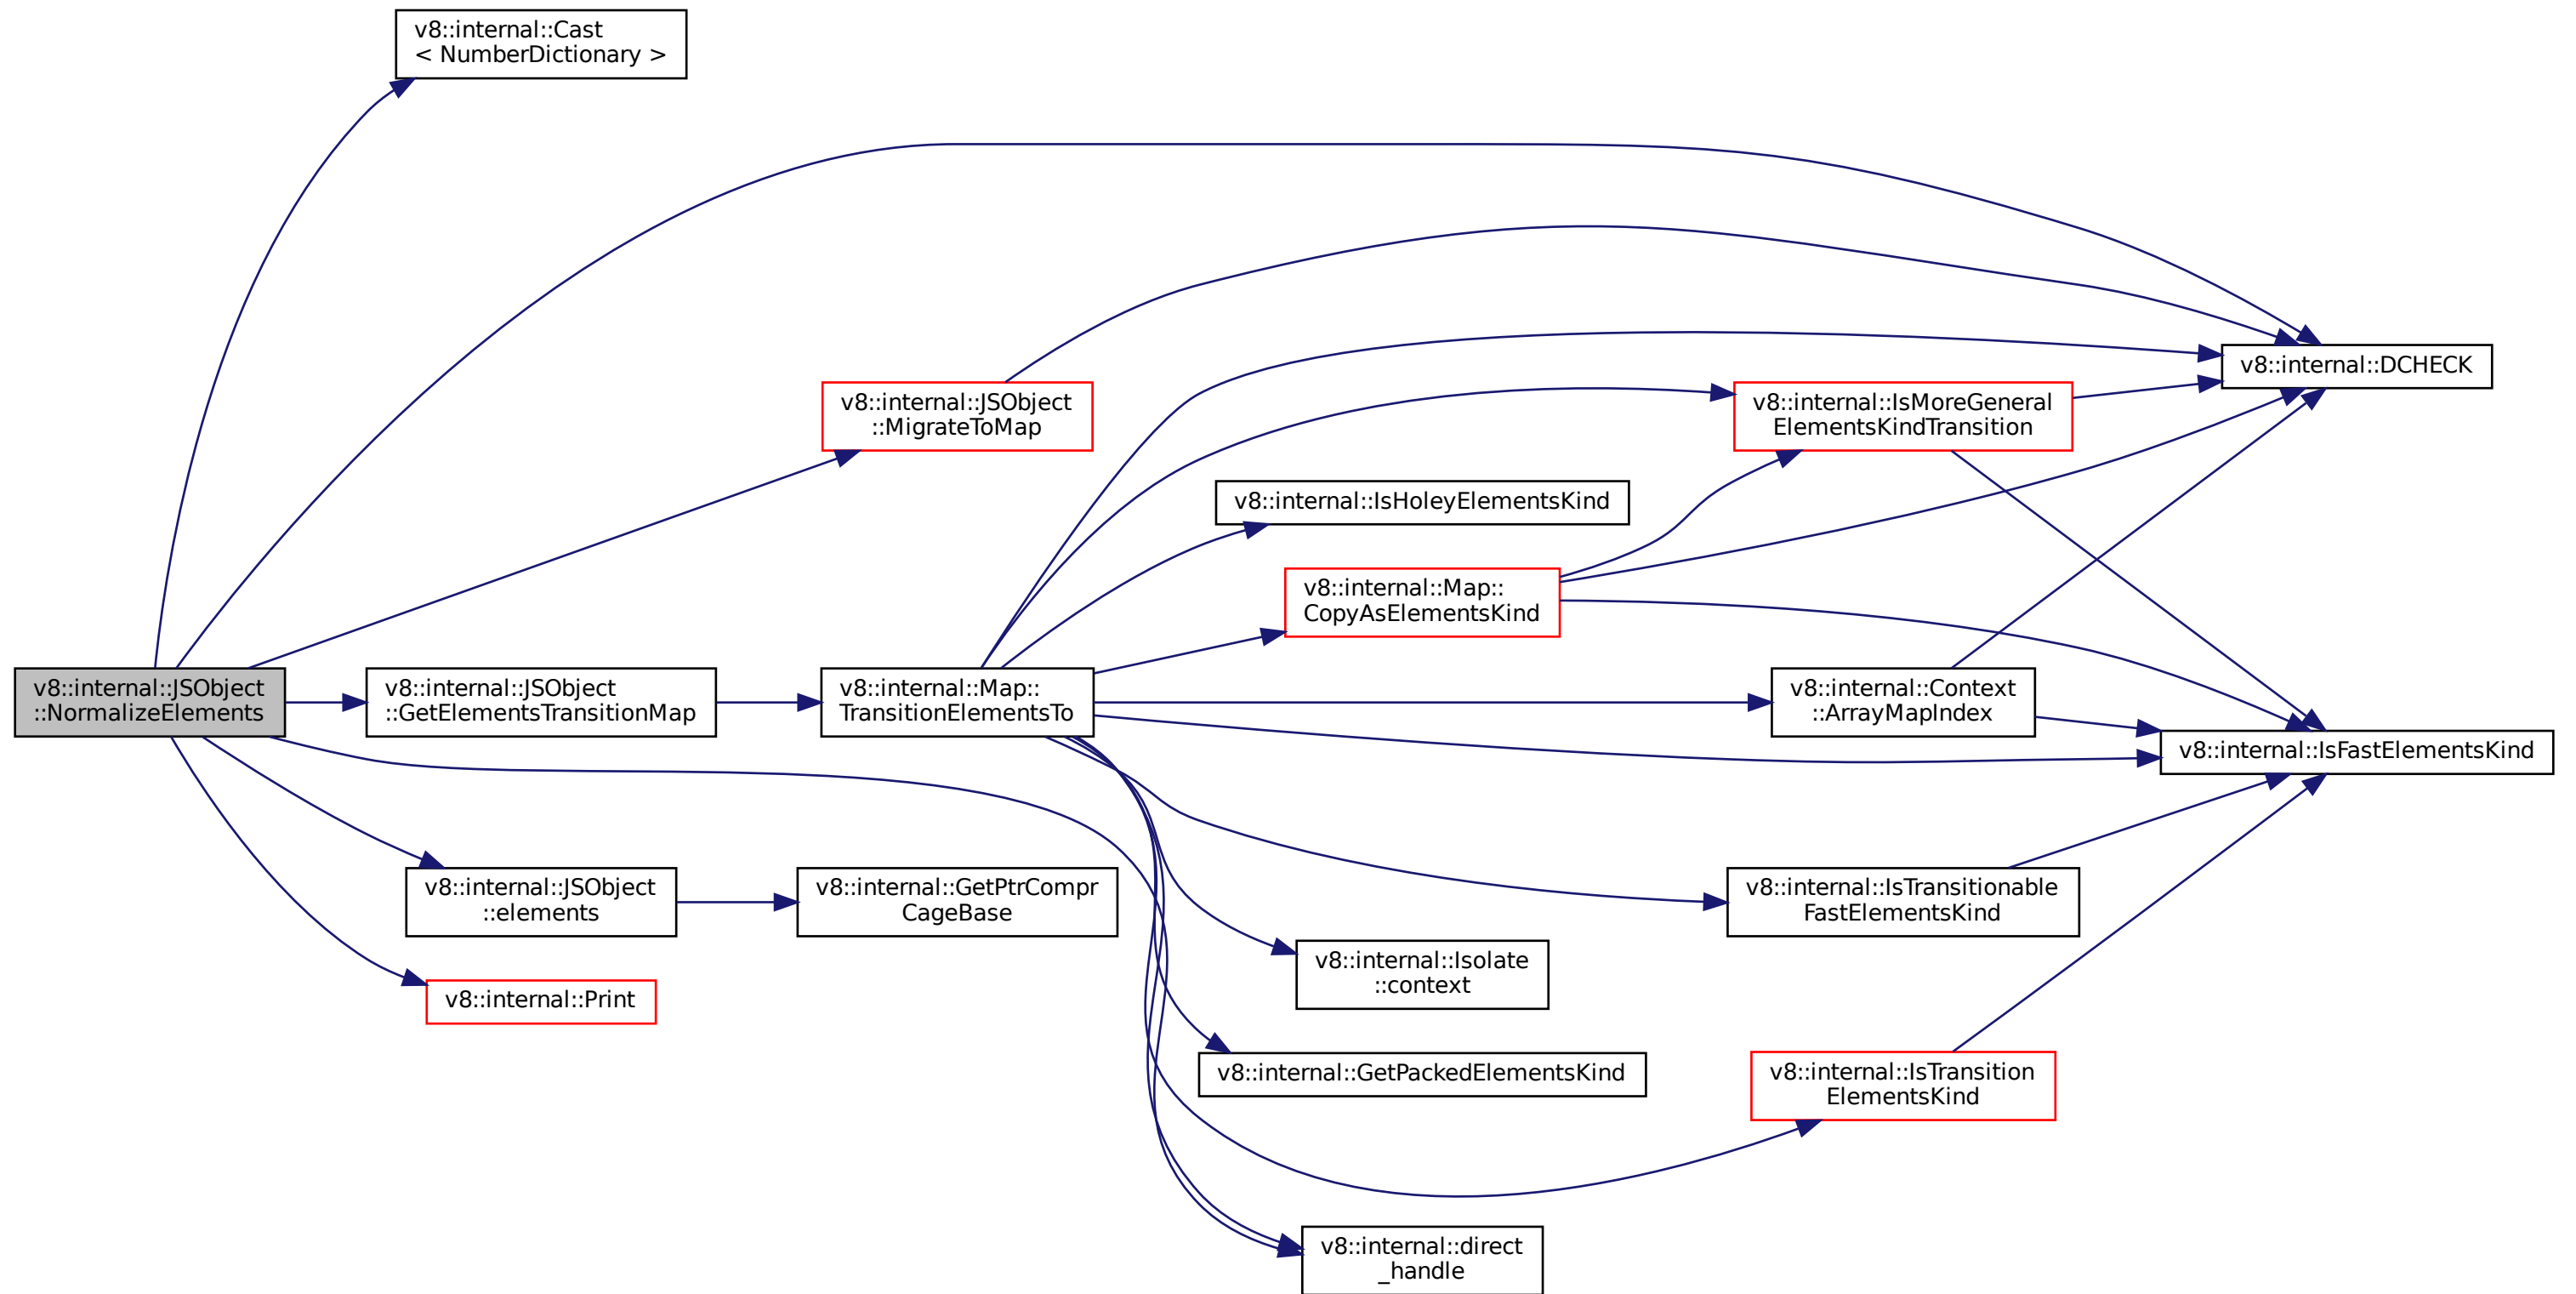 v8::internal::Cast
< NumberDictionary >
v8::internal::DCHECK
v8::internal::JSObject
::MigrateToMap
v8::internal::IsMoreGeneral
ElementsKindTransition
v8::internal::IsHoleyElementsKind
v8::internal::Map::
CopyAsElementsKind
v8::internal::JSObject
::NormalizeElements
v8::internal::JSObject
::GetElementsTransitionMap
v8::internal::Map::
TransitionElementsTo
v8::internal::Context
::ArrayMapIndex
v8::internal::IsFastElementsKind
v8::internal::JSObject
::elements
v8::internal::GetPtrCompr
CageBase
v8::internal::IsTransitionable
FastElementsKind
v8::internal::Isolate
::context
v8::internal::Print
v8::internal::GetPackedElementsKind
v8::internal::IsTransition
ElementsKind
v8::internal::direct
_handle